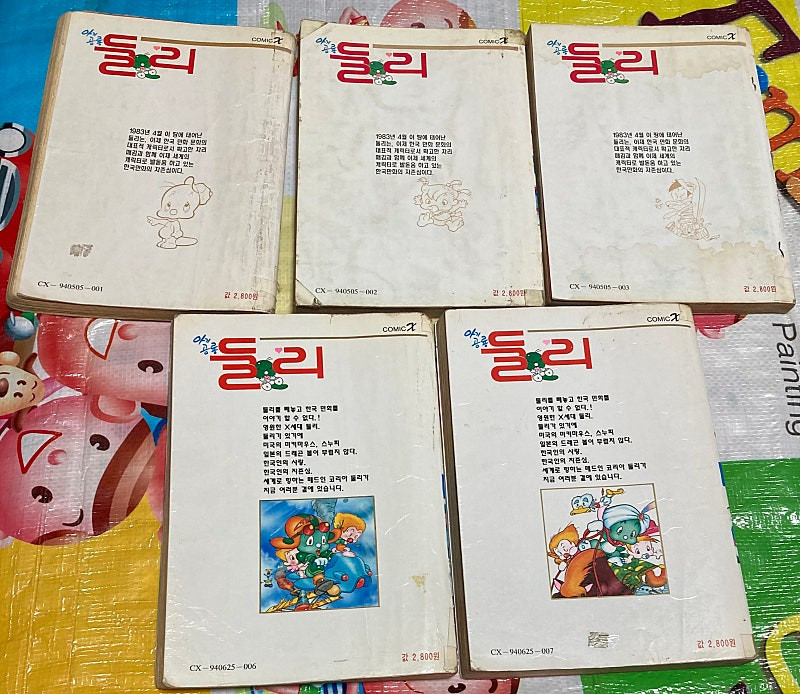 아기
공룡
둘리
COMIC X
1983년 4월 이 땅에 태어난
둘리는, 이제 한국 만화 문화의
대표적 캐릭터로서 확고한 자리
매김과 함께 이제 세계의
캐릭터로 발돋움 하고 있는
한국만화의 자존심이다.
CX－940505－001
값 2,800원
아기
공룡
둘리
COMIC X
1983년 4월 이 땅에 태어난
둘리는, 이제 한국 만화 문화의
대표적 캐릭터로서 확고한 자리
매김과 함께 이제 세계의
캐릭터로 발돋움 하고 있는
한국만화의 자존심이다.
CX－940505－002
값 2,800원
아기
공룡
둘리
COMIC X
1983년 4월 이 땅에 태어난
둘리는, 이제 한국 만화 문화의
대표적 캐릭터로서 확고한 자리
매김과 함께 이제 세계의
캐릭터로 발돋움 하고 있는
한국만화의 자존심이다.
CX－940505－003
값 2,800원
아기
공룡
둘리
COMIC X
둘리를 빼놓고 한국 만화를
이야기 할 수 없다.!
영원한 X세대 둘리,
둘리가 있기에
미국의 미키마우스, 스누피
일본의 드래곤 볼이 부럽지 않다.
한국인의 사랑,
한국인의 자존심,
세계로 향하는 메드인 코리아 둘리가
지금 여러분 곁에 있습니다.
CX－940625－006
값 2,800원
아기
공룡
둘리
COMIC X
둘리를 빼놓고 한국 만화를
이야기 할 수 없다.!
영원한 X세대 둘리,
둘리가 있기에
미국의 미키마우스, 스누피
일본의 드래곤 볼이 부럽지 않다.
한국인의 사랑,
한국인의 자존심,
세계로 향하는 메드인 코리아 둘리가
지금 여러분 곁에 있습니다.
CX－940625－007
값 2,800원
Painting